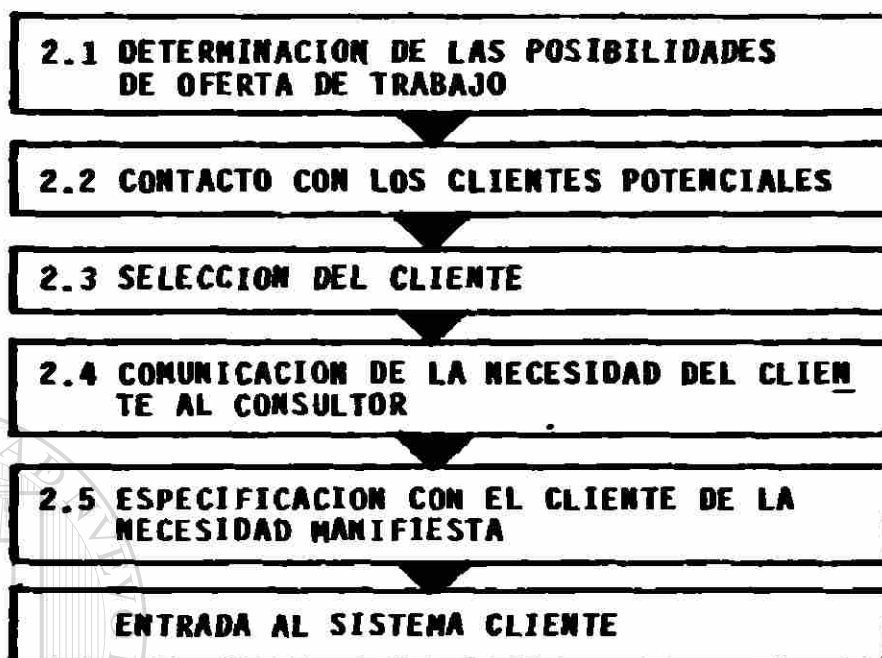 2.1 DETERMINACION DE LAS POSIBILIDADES
DE OFERTA DE TRABAJO
2.2 CONTACTO CON LOS CLIENTES POTENCIALES
2.3 SELECCION DEL CLIENTE
2.4 COMUNICACION DE LA NECESIDAD DEL CLIEN
TE AL CONSULTOR
2.5 ESPECIFICACION CON EL CLIENTE DE LA
NECESIDAD MANIFIESTA
ENTRADA AL SISTEMA CLIENTE